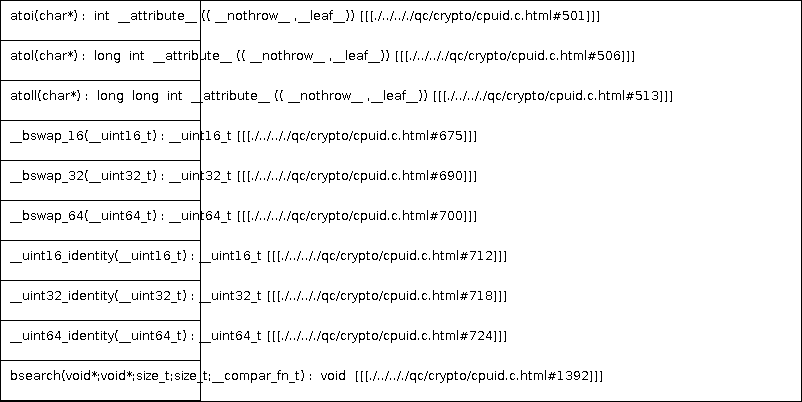 atoi(char*) : int __attribute__ (( __nothrow__ ,__leaf__)) [[[./../.././qc/crypto/cpuid.c.html#501]]]
atol(char*) : long int __attribute__ (( __nothrow__ ,__leaf__)) [[[./../.././qc/crypto/cpuid.c.html#506]]]
atoll(char*) : long long int __attribute__ (( __nothrow__ ,__leaf__)) [[[./../.././qc/crypto/cpuid.c.html#513]]]
__bswap_16(__uint16_t) : __uint16_t [[[./../.././qc/crypto/cpuid.c.html#675]]]
__bswap_32(__uint32_t) : __uint32_t [[[./../.././qc/crypto/cpuid.c.html#690]]]
__bswap_64(__uint64_t) : __uint64_t [[[./../.././qc/crypto/cpuid.c.html#700]]]
__uint16_identity(__uint16_t) : __uint16_t [[[./../.././qc/crypto/cpuid.c.html#712]]]
__uint32_identity(__uint32_t) : __uint32_t [[[./../.././qc/crypto/cpuid.c.html#718]]]
__uint64_identity(__uint64_t) : __uint64_t [[[./../.././qc/crypto/cpuid.c.html#724]]]
bsearch(void*;void*;size_t;size_t;__compar_fn_t) : void [[[./../.././qc/crypto/cpuid.c.html#1392]]]